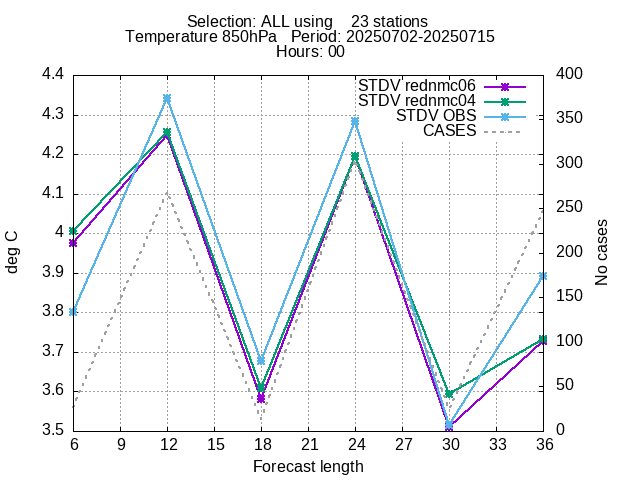 Selection: ALL using    23 stations
Temperature 850hPa   Period: 20250702-20250715
Hours: 00
4.4
4.3
4.2
4.1
4
3.9
3.8
3.7
3.6
3.5
400
350
300
250
200
150
100
50
0
STDV rednmc06
STDV rednmc04
STDV OBS
CASES
deg C
No cases
6 9 12 15 18 21 24 27 30 33 36
Forecast length